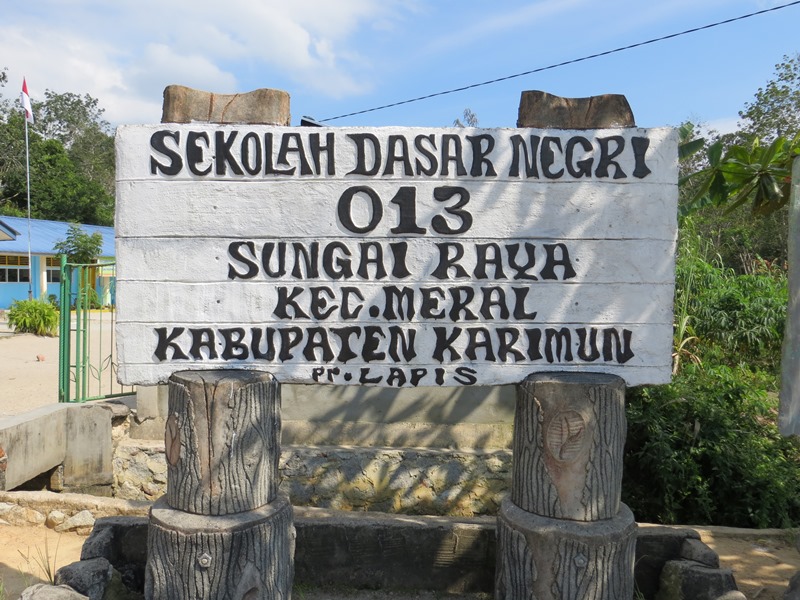 SEKOLAH DASAR NEGRI
013
SUNGAI RAYA
KEC.MERAL
KABUPATEN KARIMUN
Pr.LAPIS